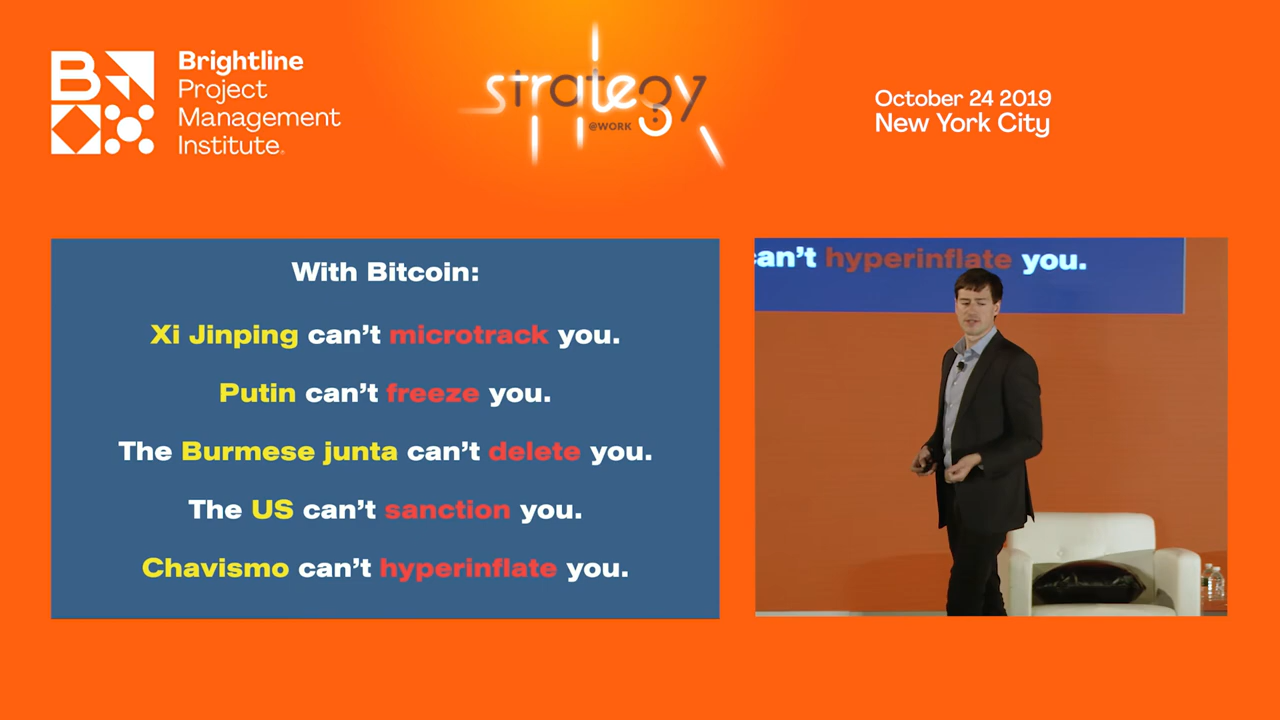 Brightline
Project
Management
Institute.
strategy
@WORK
October 24 2019
New York City
With Bitcoin:
Xi Jinping can't microtrack you.
Putin can't freeze you.
The Burmese junta can't delete you.
The US can't sanction you.
Chavismo can't hyperinflate you.
can't hyperinflate you.